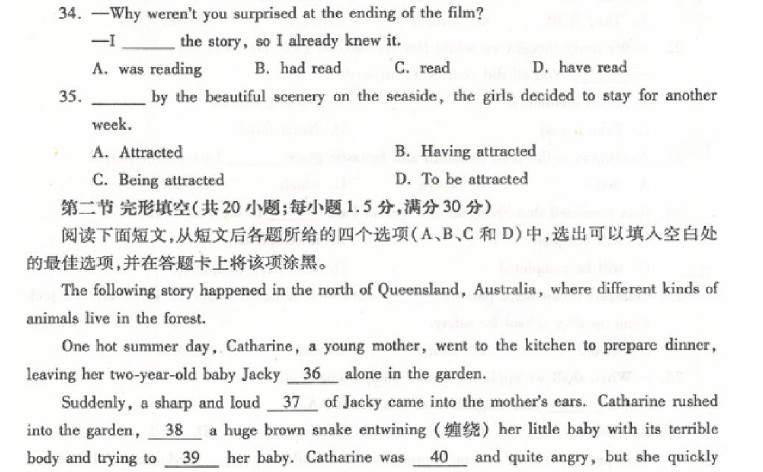 34. —Why weren't you surprised at the ending of the film?
—I ______ the story, so I already knew it.
A. was reading B. had read C. read D. have read
35. ______ by the beautiful scenery on the seaside, the girls decided to stay for another
week.
A. Attracted B. Having attracted
C. Being attracted D. To be attracted
第二节 完形填空(共20小题;每小题1.5分,满分30分)
阅读下面短文,从短文后各题所给的四个选项(A、B、C 和 D)中,选出可以填入空白处
的最佳选项,并在答题卡上将该项涂黑。
The following story happened in the north of Queensland, Australia, where different kinds of
animals live in the forest.
One hot summer day, Catharine, a young mother, went to the kitchen to prepare dinner,
leaving her two-year-old baby Jacky 36 alone in the garden.
Suddenly, a sharp and loud 37 of Jacky came into the mother's ears. Catharine rushed
into the garden, 38 a huge brown snake entwining (缠绕) her little baby with its terrible
body and trying to 39 her baby. Catharine was 40 and quite angry, but she quickly